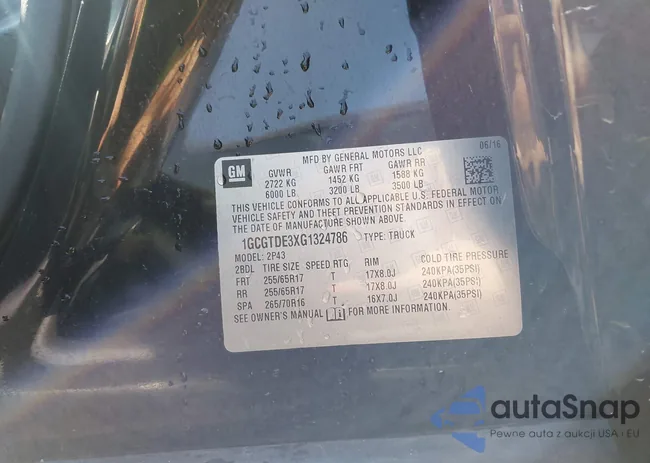 GM
MFD BY GENERAL MOTORS LLC
06/16
GVWR GAWR FRT GAWR RR
2722 KG 1452 KG 1588 KG
6000 LB 3200 LB 3500 LB
THIS VEHICLE CONFORMS TO ALL APPLICABLE U.S. FEDERAL MOTOR
VEHICLE SAFETY AND THEFT PREVENTION STANDARDS IN EFFECT ON
THE DATE OF MANUFACTURE SHOWN ABOVE.
1GCGTDE3XG1324786 TYPE: TRUCK
MODEL: 2P43
2BDL TIRE SIZE SPEED RTG RIM COLD TIRE PRESSURE
FRT 255/65R17 T 17X8.0J 240KPA(35PSI)
RR 255/65R17 T 17X8.0J 240KPA(35PSI)
SPA 265/70R16 T 16X7.0J 240KPA(35PSI)
SEE OWNER'S MANUAL FOR MORE INFORMATION.
autaSnap
Pewne auta z aukcji USA i EU